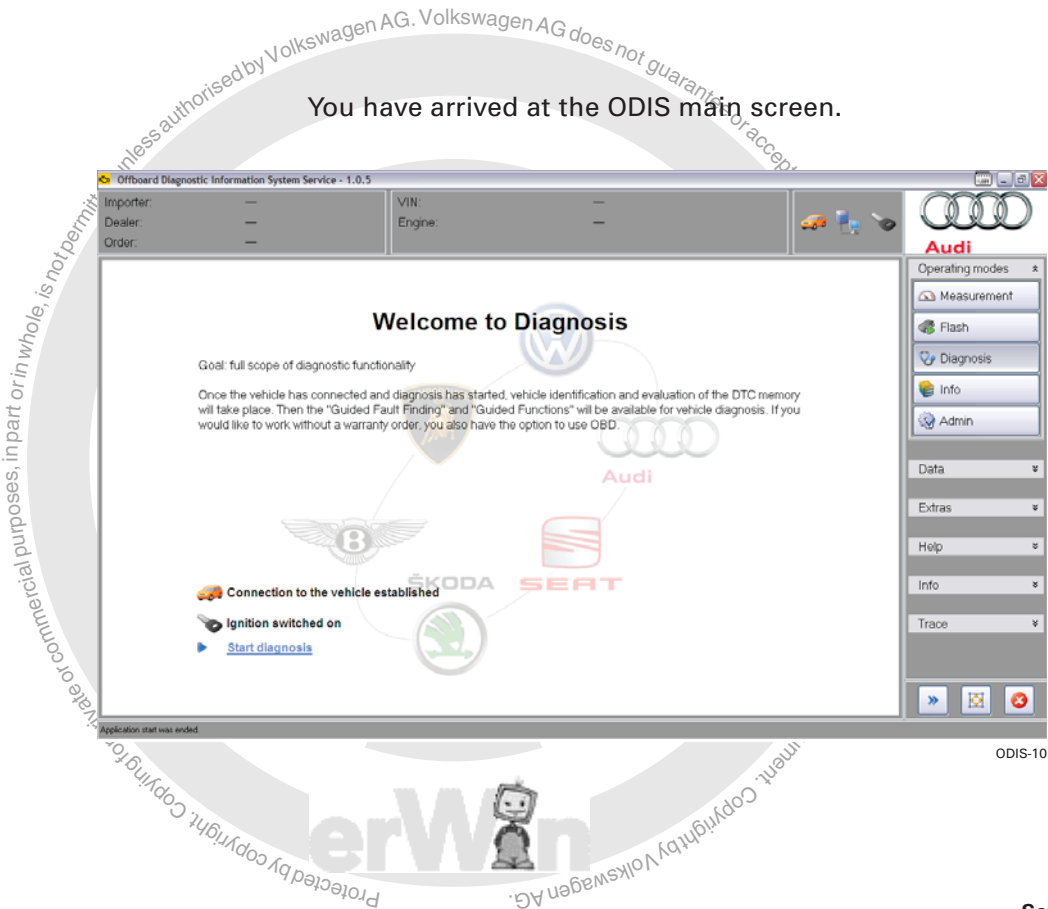 unless authorised by Volkswagen AG. Volkswagen AG does not guarantee or accept
You have arrived at the ODIS main screen.
Offboard Diagnostic Information System Service - 1.0.5
Importer: —
Dealer: —
Order: —
VIN: —
Engine: —
Audi
Operating modes
Measurement
Flash
Diagnosis
Info
Admin
Data
Extras
Help
Info
Trace
Welcome to Diagnosis
Goal: full scope of diagnostic functionality
Once the vehicle has connected and diagnosis has started, vehicle identification and evaluation of the DTC memory
will take place. Then the "Guided Fault Finding" and "Guided Functions" will be available for vehicle diagnosis. If you
would like to work without a warranty order, you also have the option to use OBD.
Audi
B
ŠKODA
SEAT
Connection to the vehicle established
Ignition switched on
Start diagnosis
Application start was ended.
ODIS-10
erWin
commercial purposes, in part or in whole, is not
copying. Copyright
Protected by copyright.
Copyright by Volkswagen AG.